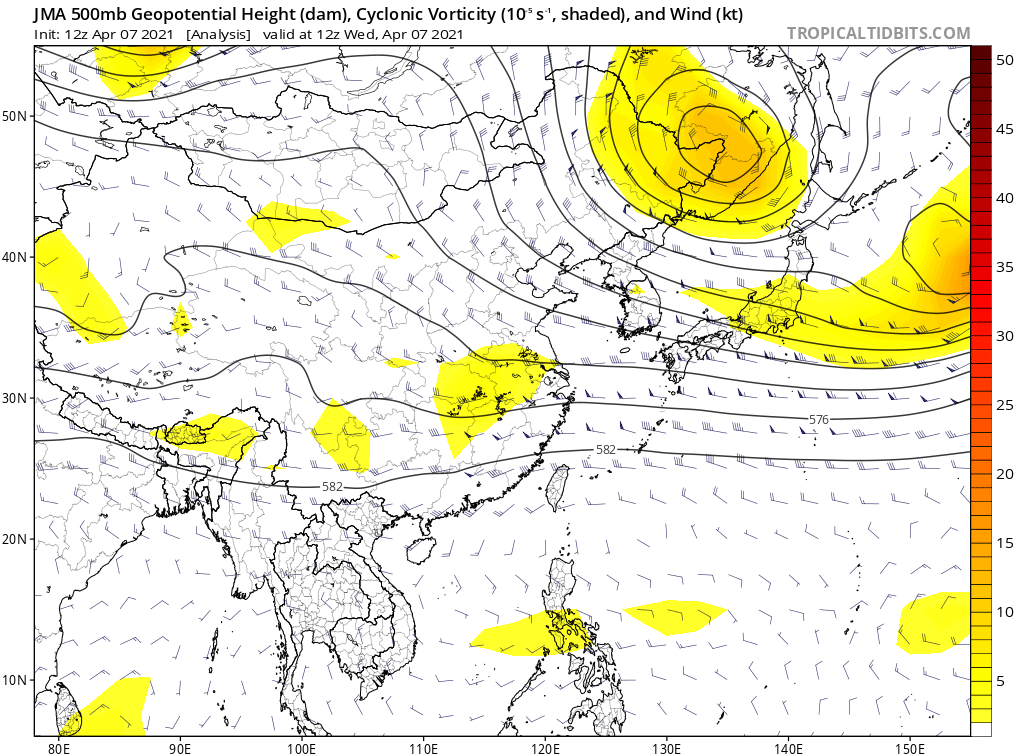 JMA 500mb Geopotential Height (dam), Cyclonic Vorticity (10⁻⁵ s⁻¹, shaded), and Wind (kt)
Init: 12z Apr 07 2021 [Analysis] valid at 12z Wed, Apr 07 2021
TROPICALTIDBITS.COM
50N
40N
30N
20N
10N
576
582
582
80E
90E
100E
110E
120E
130E
140E
150E
50
45
40
35
30
25
20
15
10
5